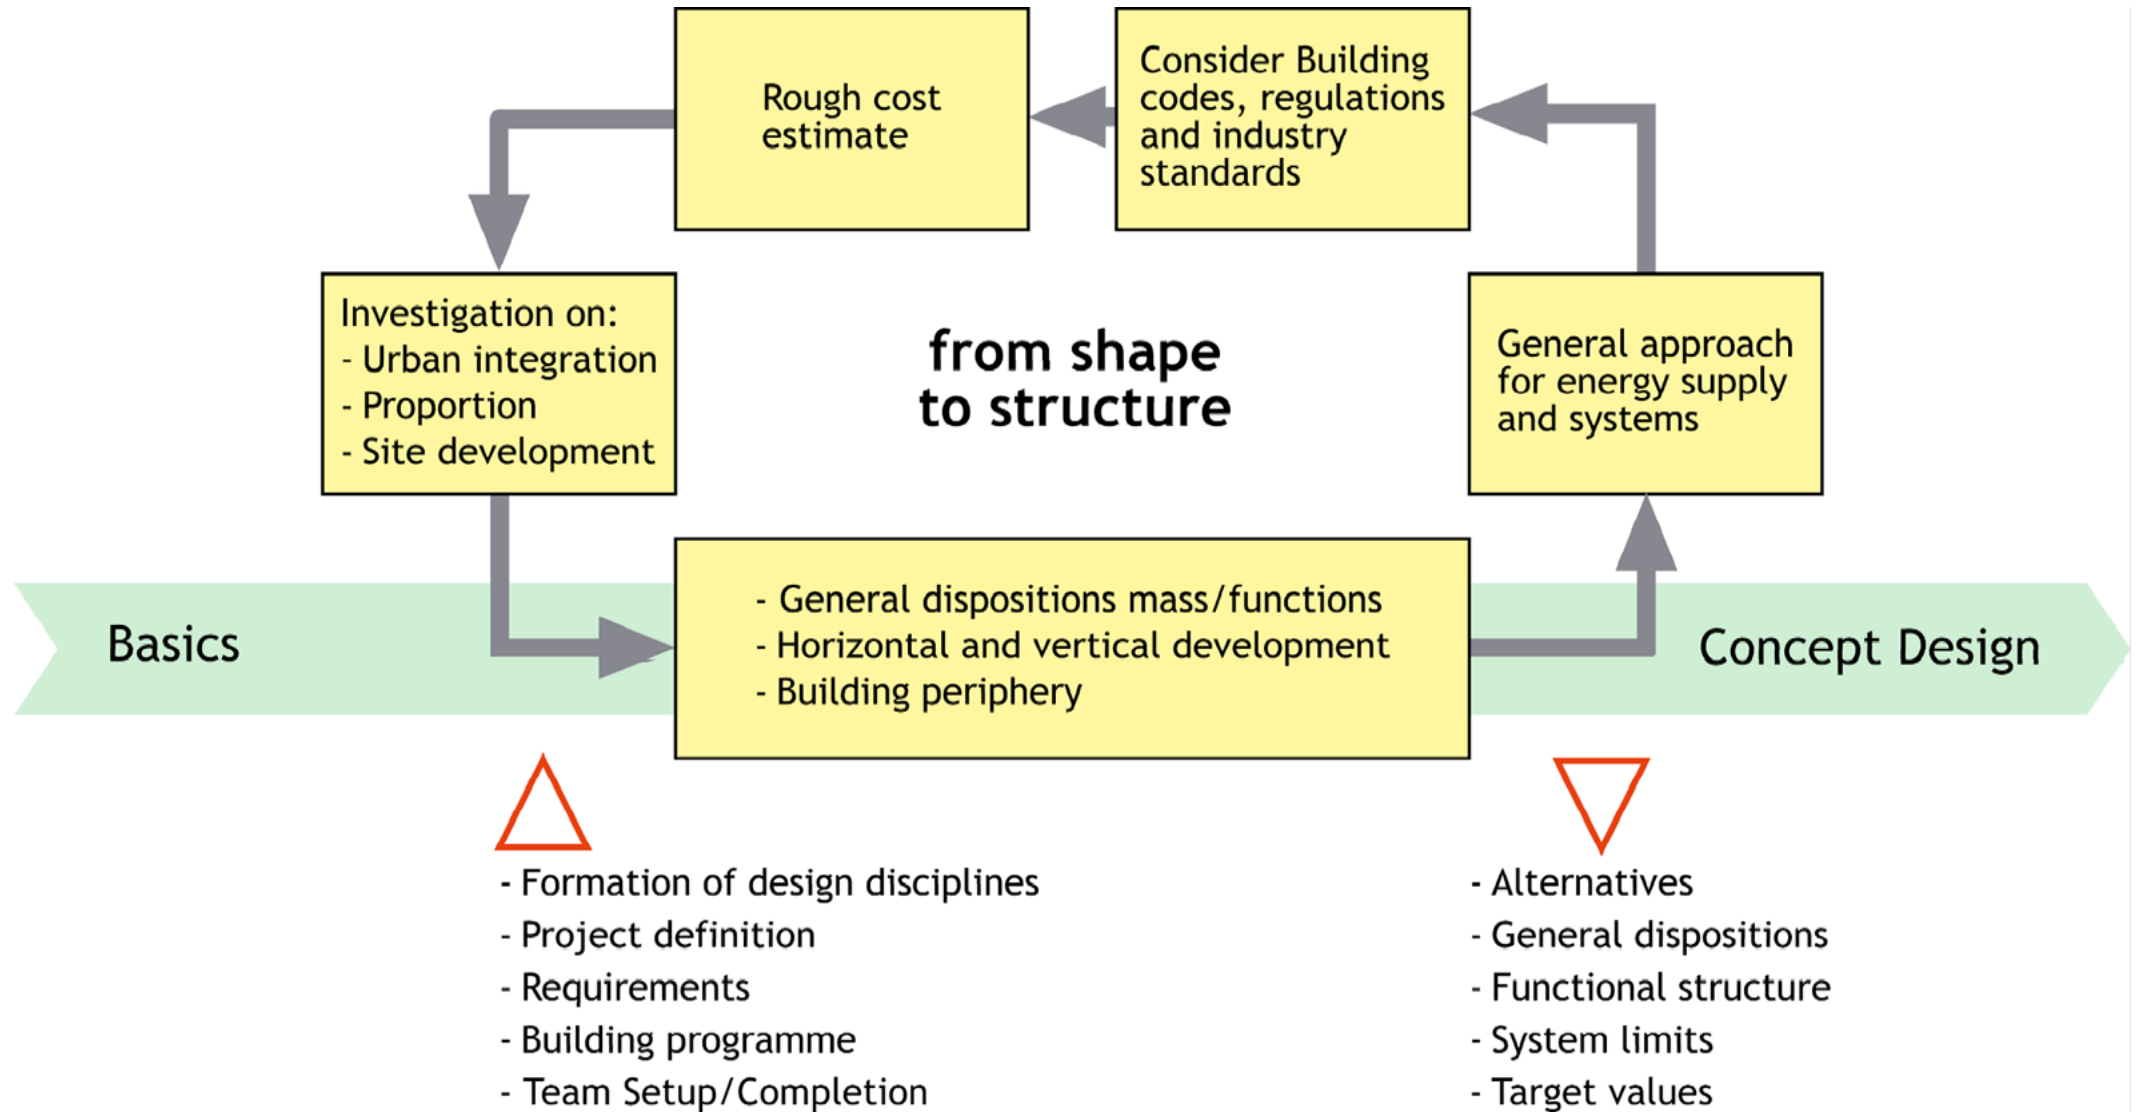 Rough cost
estimate
Consider Building
codes, regulations
and industry
standards
Investigation on:
- Urban integration
- Proportion
- Site development
from shape
to structure
General approach
for energy supply
and systems
Basics
- General dispositions mass/functions
- Horizontal and vertical development
- Building periphery
Concept Design
- Formation of design disciplines
- Project definition
- Requirements
- Building programme
- Team Setup/Completion
- Alternatives
- General dispositions
- Functional structure
- System limits
- Target values